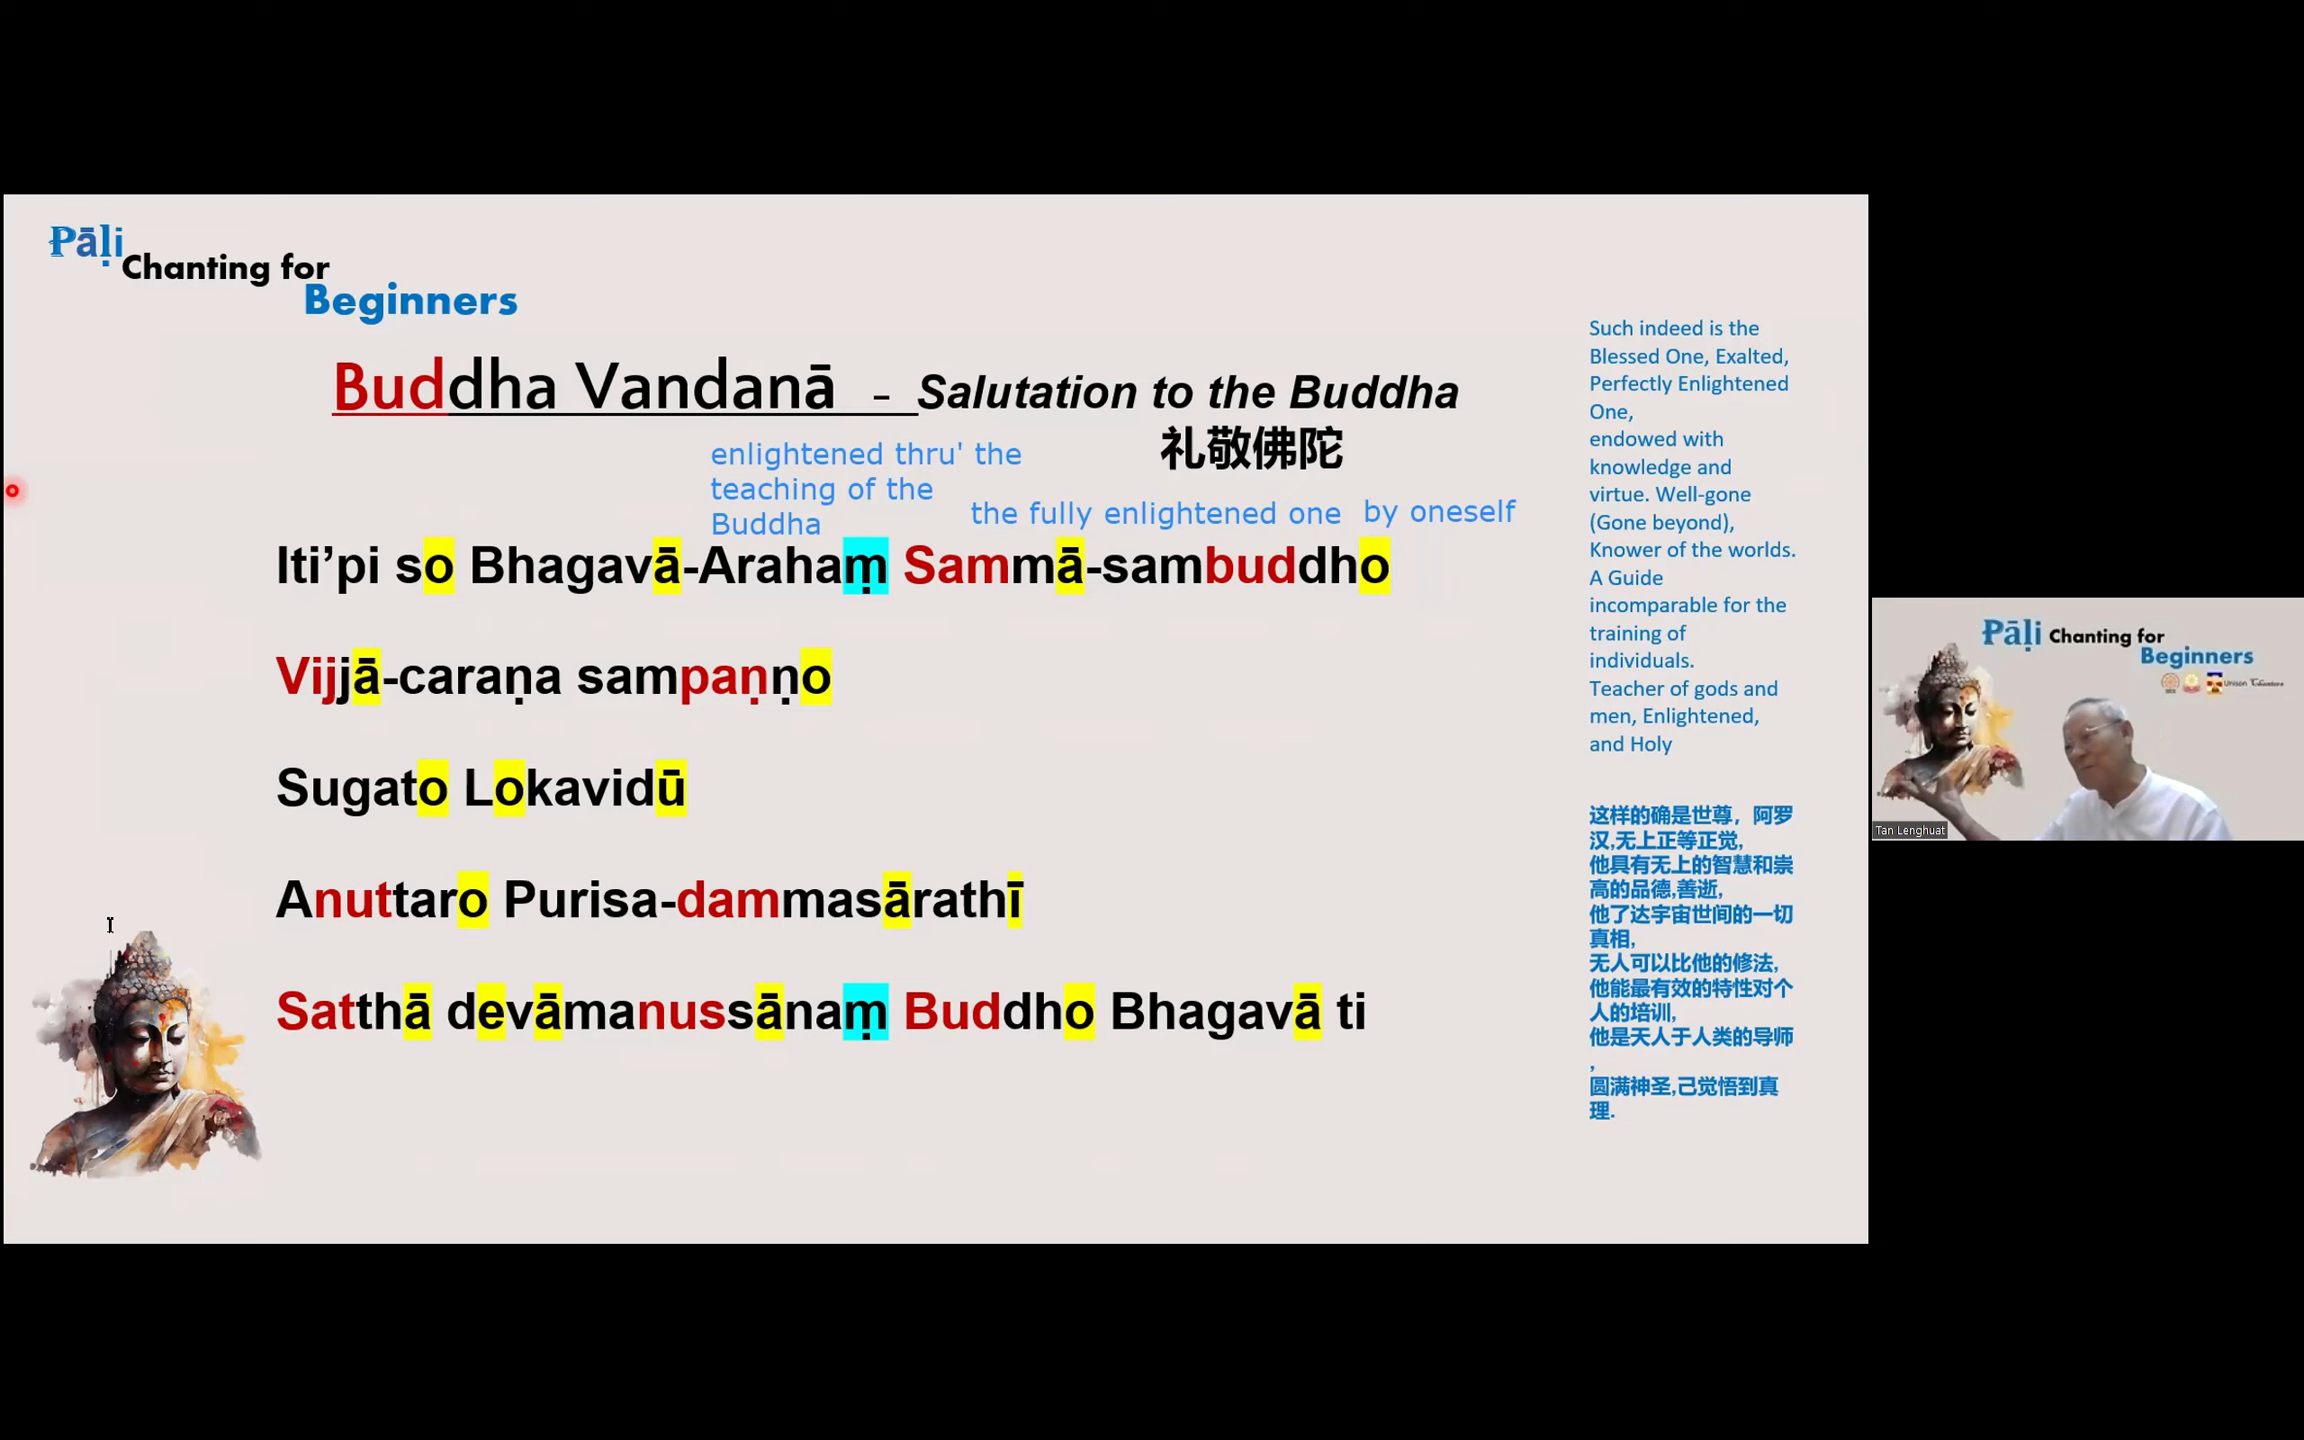 Pāḷi
Chanting for
Beginners
Buddha Vandanā – Salutation to the Buddha
礼敬佛陀
enlightened thru' the
teaching of the
Buddha
the fully enlightened one by oneself
Iti’pi so Bhagavā-Arahaṃ Sammā-sambuddho
Vijjā-caraṇa sampaṇṇo
Sugato Lokavidū
Anuttaro Purisa-dammasārathī
Satthā devāmanussānaṃ Buddho Bhagavā ti
Such indeed is the
Blessed One, Exalted,
Perfectly Enlightened
One,
endowed with
knowledge and
virtue. Well-gone
(Gone beyond),
Knower of the worlds.
A Guide
incomparable for the
training of
individuals.
Teacher of gods and
men, Enlightened,
and Holy
这样的确是世尊，阿罗
汉,无上正等正觉,
他具有无上的智慧和崇
高的品德,善逝,
他了达宇宙世间的一切
真相,
无人可以比他的修法,
他能最有效的特性对个
人的培训,
他是天人于人类的导师
,
圆满神圣,己觉悟到真
理.
Pāḷi Chanting for
Beginners
Unison Chanters
Tan Lenghuat